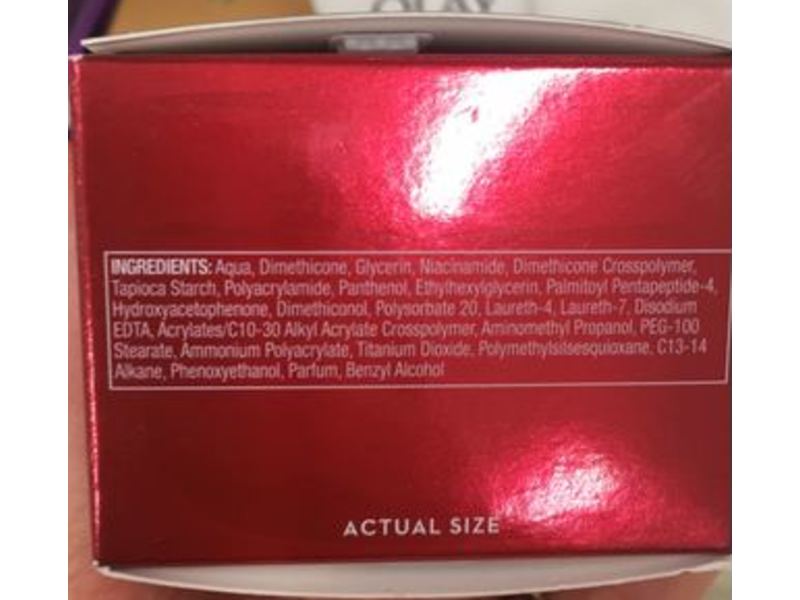 OLAY
INGREDIENTS: Aqua, Dimethicone, Glycerin, Niacinamide, Dimethicone Crosspolymer,
Tapioca Starch, Polyacrylamide, Panthenol, Ethylhexylglycerin, Palmitoyl Pentapeptide-4,
Hydroxyacetophenone, Dimethiconol, Polysorbate 20, Laureth-4, Laureth-7, Disodium
EDTA, Acrylates/C10-30 Alkyl Acrylate Crosspolymer, Aminomethyl Propanol, PEG-100
Stearate, Ammonium Polyacrylate, Titanium Dioxide, Polymethylsilsesquioxane, C13-14
Alkane, Phenoxyethanol, Parfum, Benzyl Alcohol
ACTUAL SIZE